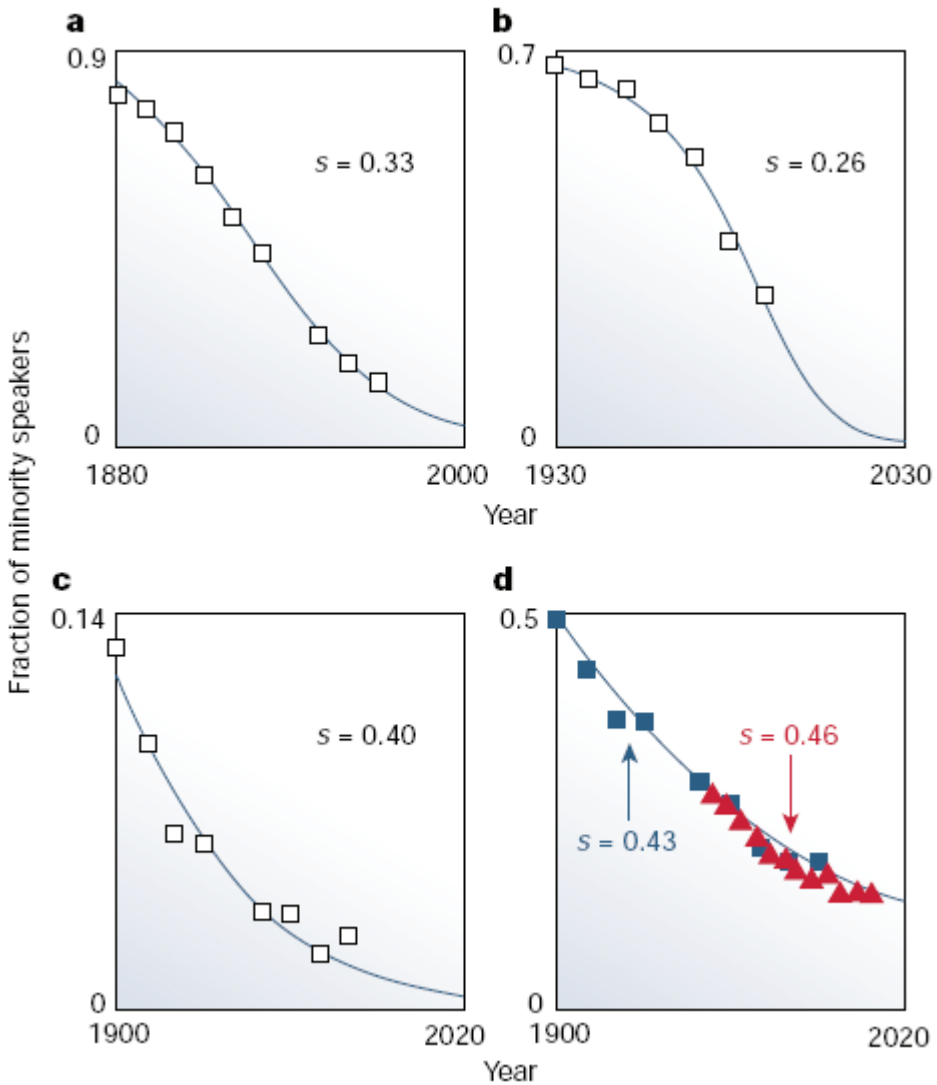 Fraction of minority speakers
a
0.9
s = 0.33
0
1880 2000
b
0.7
s = 0.26
0
1930 2030
Year
c
0.14
s = 0.40
0
1900 2020
d
0.5
s = 0.46
s = 0.43
0
1900 2020
Year